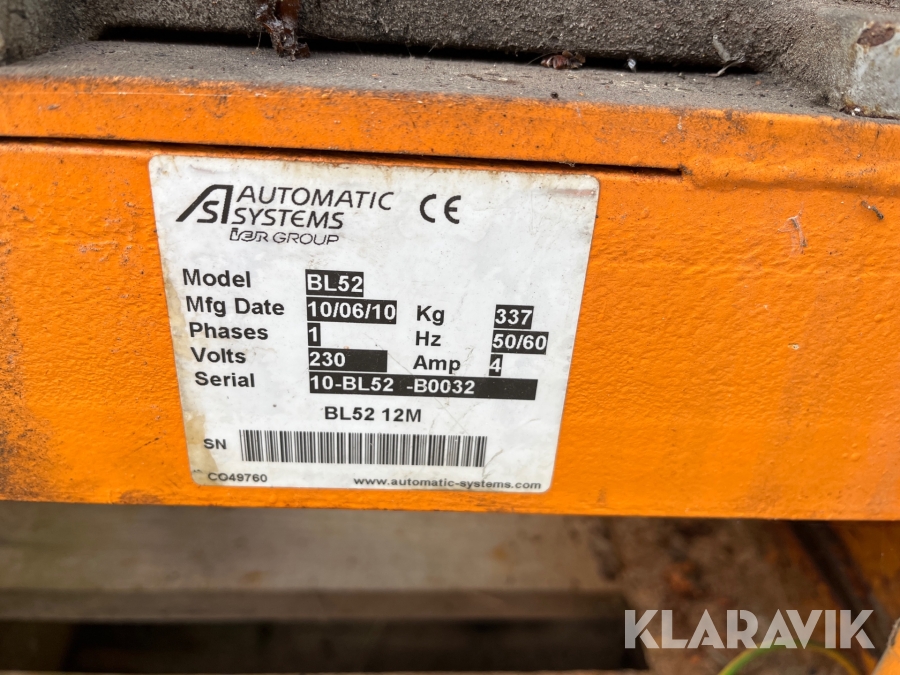 AS AUTOMATIC
SYSTEMS
ier GROUP
CE
Model BL52
Mfg Date 10/06/10 Kg 337
Phases 1 Hz 50/60
Volts 230 Amp 4
Serial 10-BL52 -B0032
BL52 12M
SN
CO49760 www.automatic-systems.com
KLARAVIK